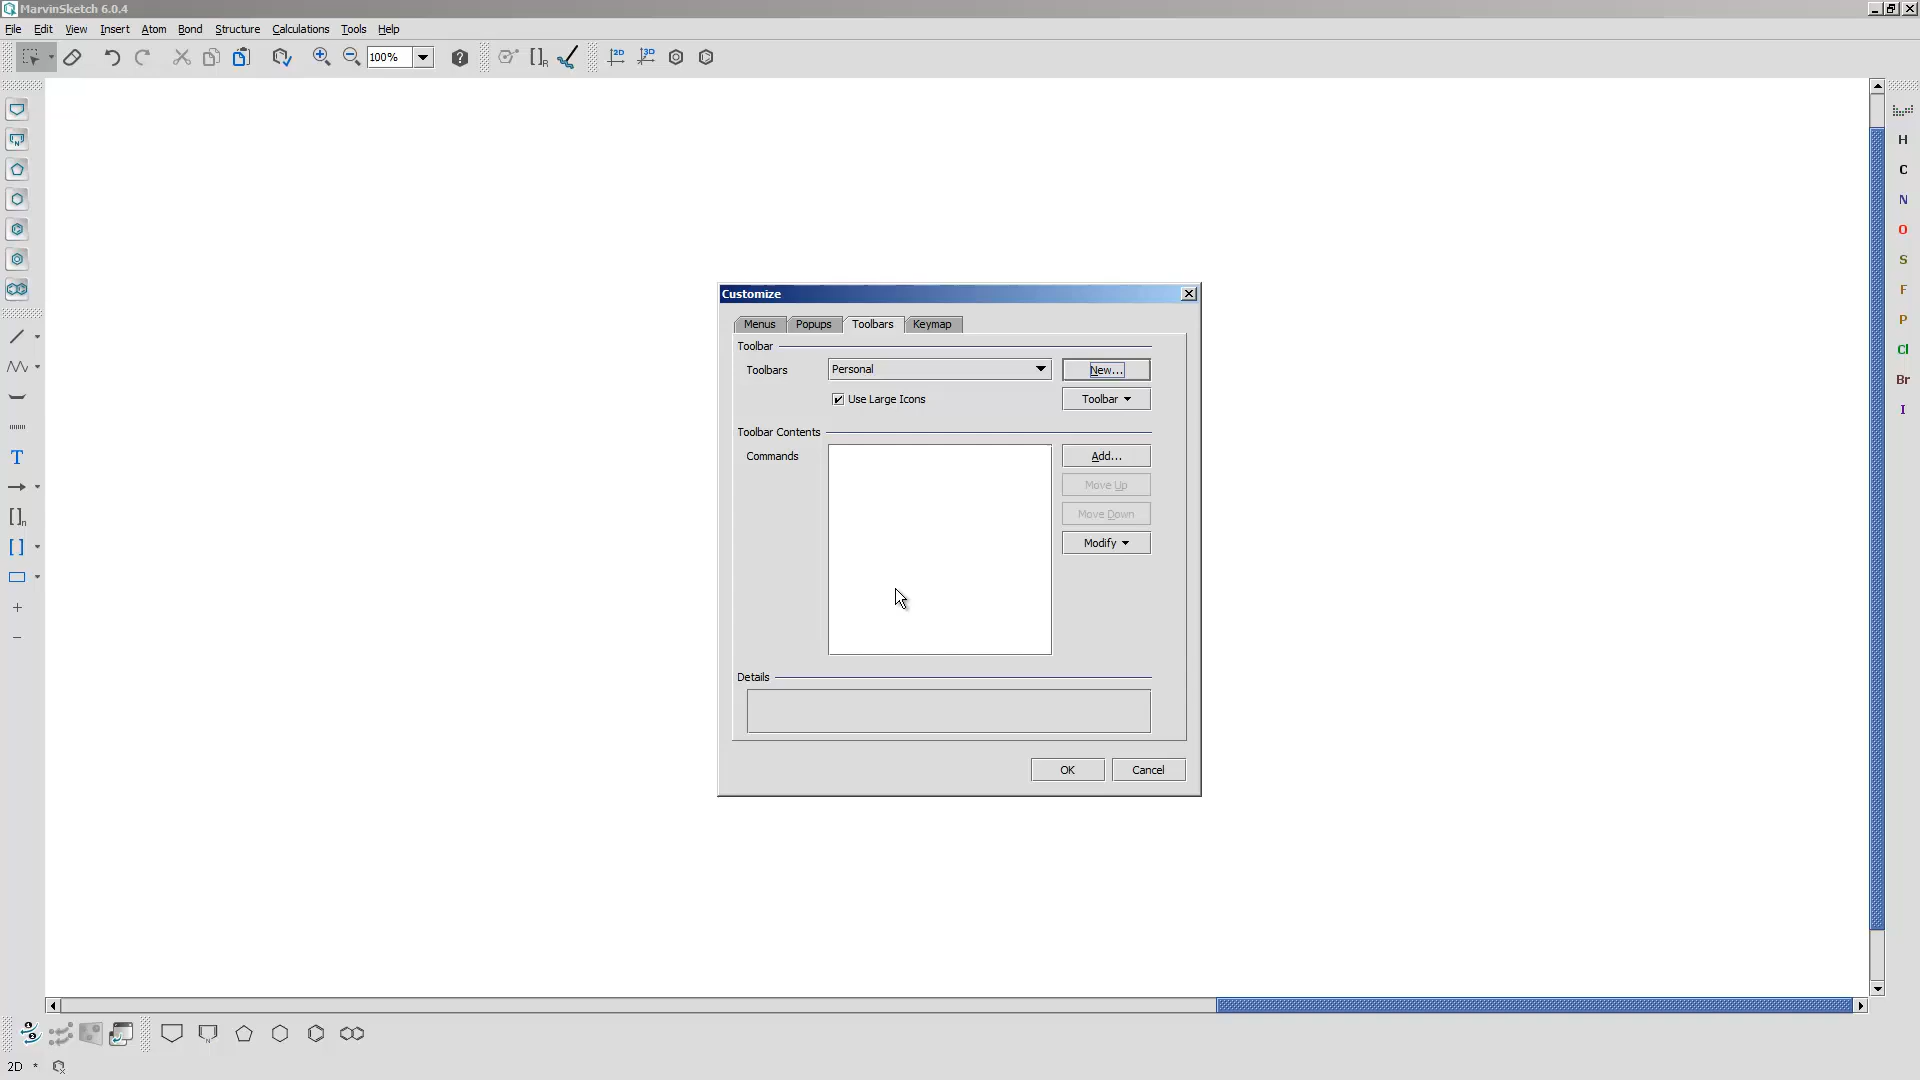 MarvinSketch 6.0.4
File Edit View Insert Atom Bond Structure Calculations Tools Help
100% ? []R 2D 3D
H
C
N
O
S
F
P
Cl
Br
I
N
T
[]n
[ ]
+
−
Customize
Menus Popups Toolbars Keymap
Toolbar
Toolbars Personal New...
Use Large Icons Toolbar
Toolbar Contents
Commands Add...
Move Up
Move Down
Modify
Details
OK Cancel
N
2D *